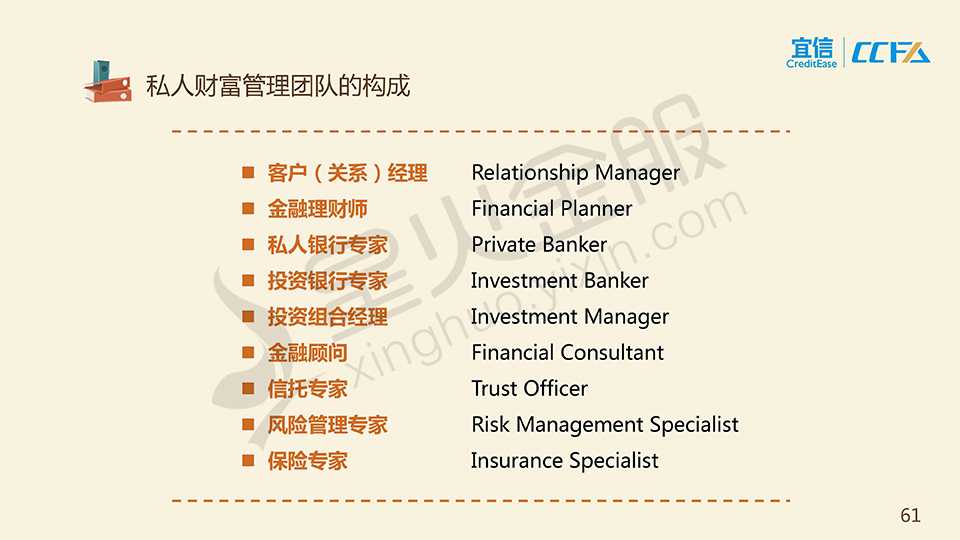 宜信
CreditEase
CCFA
私人财富管理团队的构成
客户（关系）经理 Relationship Manager
金融理财师 Financial Planner
私人银行专家 Private Banker
投资银行专家 Investment Banker
投资组合经理 Investment Manager
金融顾问 Financial Consultant
信托专家 Trust Officer
风险管理专家 Risk Management Specialist
保险专家 Insurance Specialist
星火金服
xinghuo.yixin.com
61